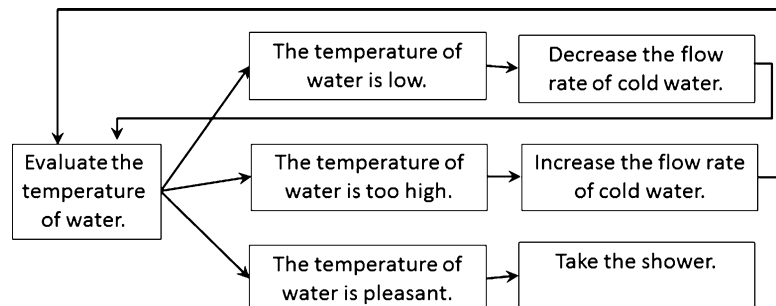 The temperature of
water is low.
Decrease the flow
rate of cold water.
Evaluate the
temperature
of water.
The temperature of
water is too high.
Increase the flow rate
of cold water.
The temperature of
water is pleasant.
Take the shower.